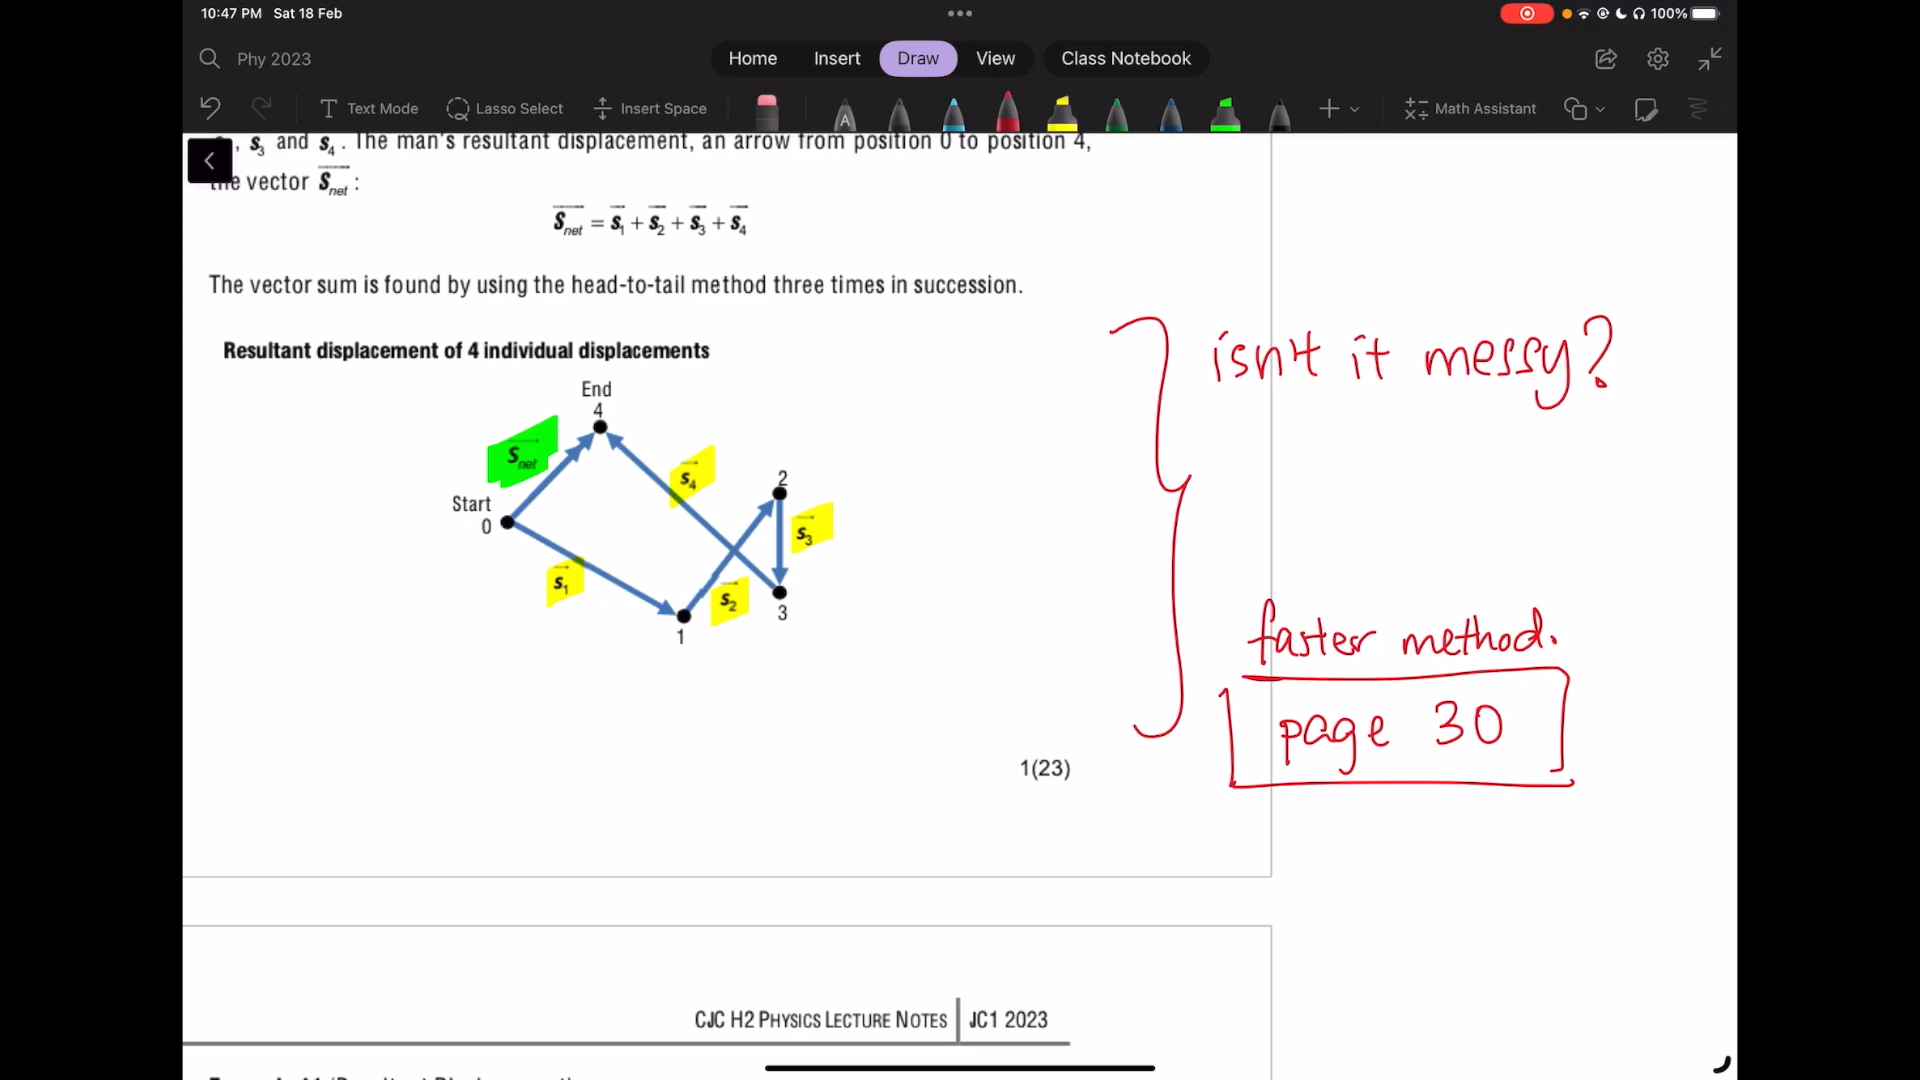 10:47 PM Sat 18 Feb
100%
Phy 2023
Home Insert Draw View Class Notebook
Text Mode Lasso Select Insert Space A Math Assistant
, s3 and s4. The man's resultant displacement, an arrow from position 0 to position 4,
the vector Snet :
Snet = s1 + s2 + s3 + s4
The vector sum is found by using the head-to-tail method three times in succession.
Resultant displacement of 4 individual displacements
End
4
Snet
s4
2
Start
0
s3
s1
s2
3
1
isn't it messy?
faster method.
page 30
1(23)
CJC H2 PHYSICS LECTURE NOTES JC1 2023